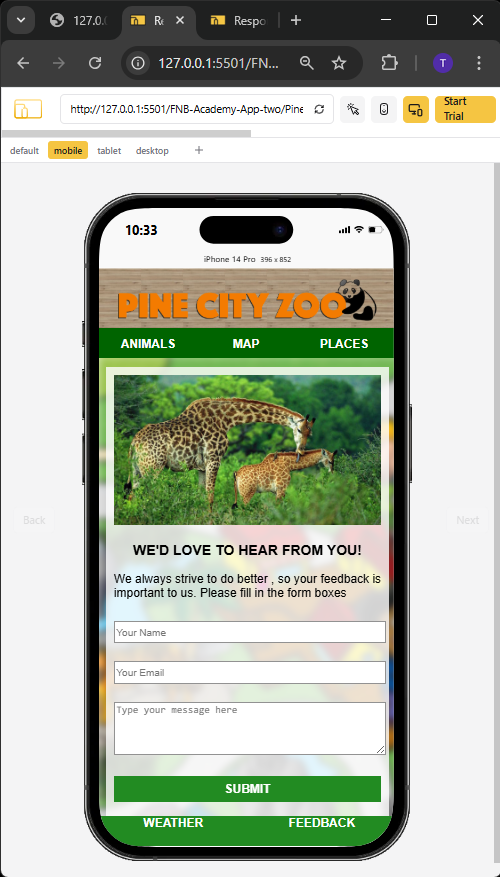 127.0.0
Re
Respo
127.0.0.1:5501/FN...
T
http://127.0.0.1:5501/FNB-Academy-App-two/Pine
Start Trial
default mobile tablet desktop +
10:33
iPhone 14 Pro 396 x 852
PINE CITY ZOO
ANIMALS MAP PLACES
Back
Next
WE'D LOVE TO HEAR FROM YOU!
We always strive to do better , so your feedback is
important to us. Please fill in the form boxes
Your Name
Your Email
Type your message here
SUBMIT
WEATHER FEEDBACK